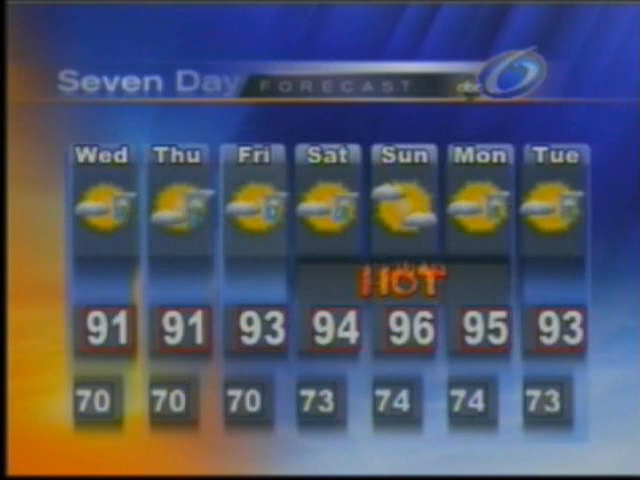 Seven Day FORECAST abc
Wed Thu Fri Sat Sun Mon Tue
HOT
91 91 93 94 96 95 93
70 70 70 73 74 74 73